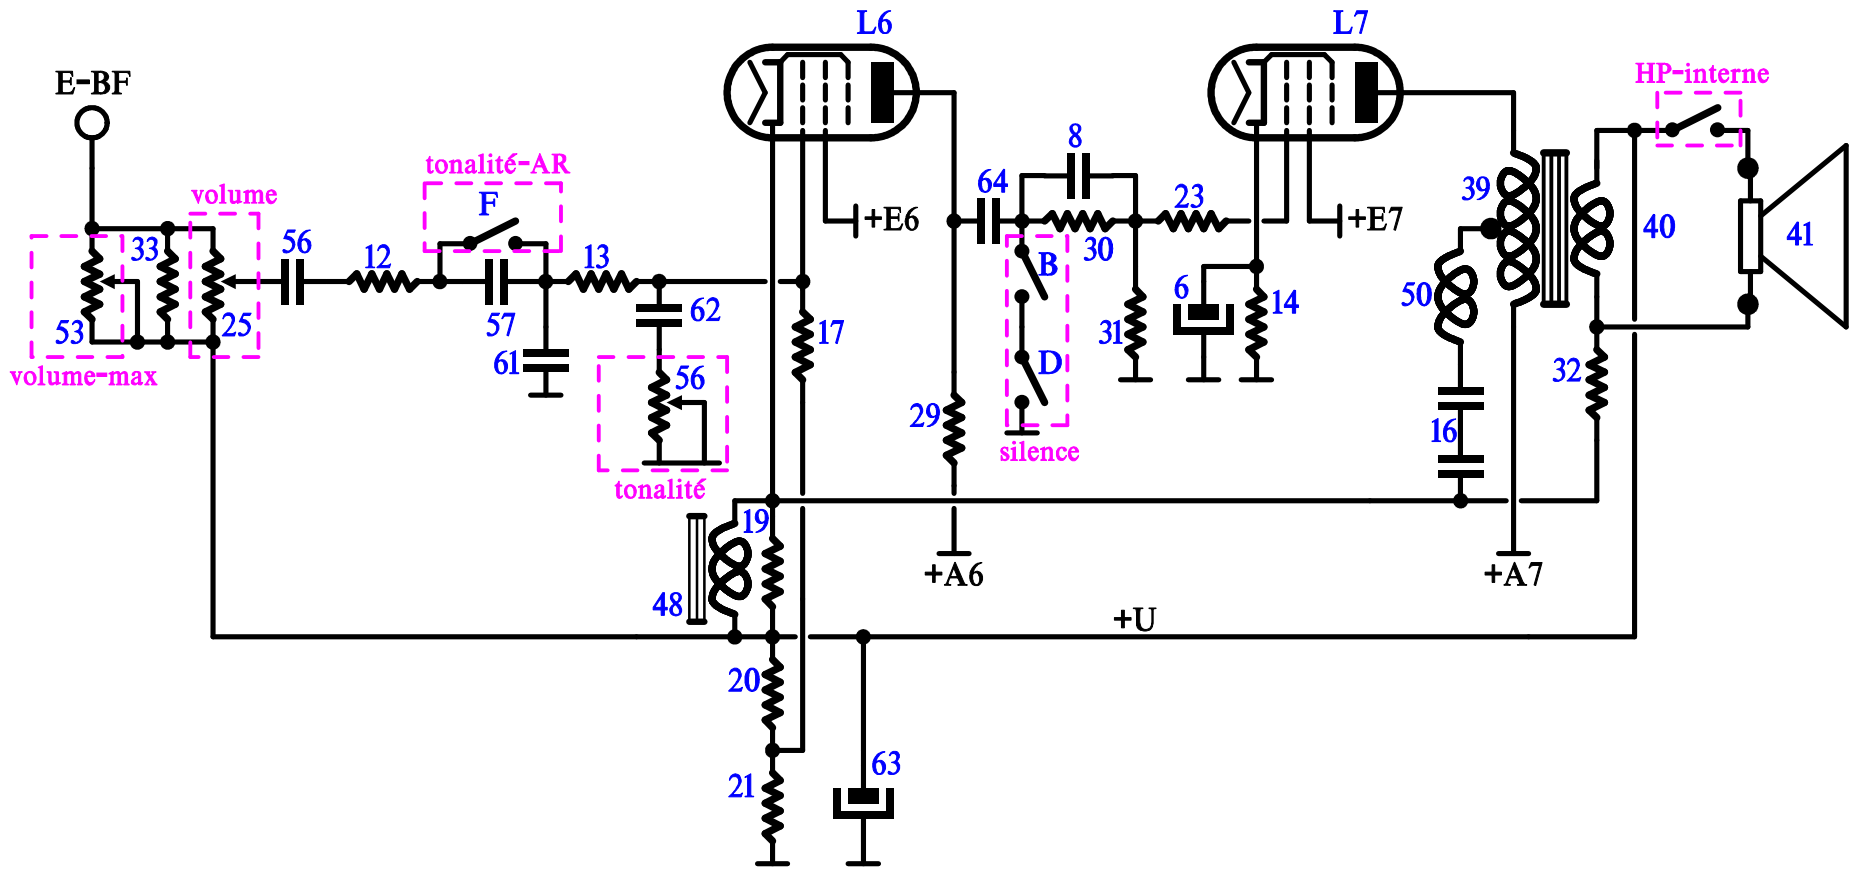 L6
L7
E-BF
HP-interne
tonalité-AR
8
volume
F
64
23
39
+E6
+E7
40
41
33
56
12
13
B
30
50
6
14
62
53
25
57
17
31
D
61
volume-max
56
32
29
16
silence
tonalité
19
+A6
+A7
48
+U
20
63
21